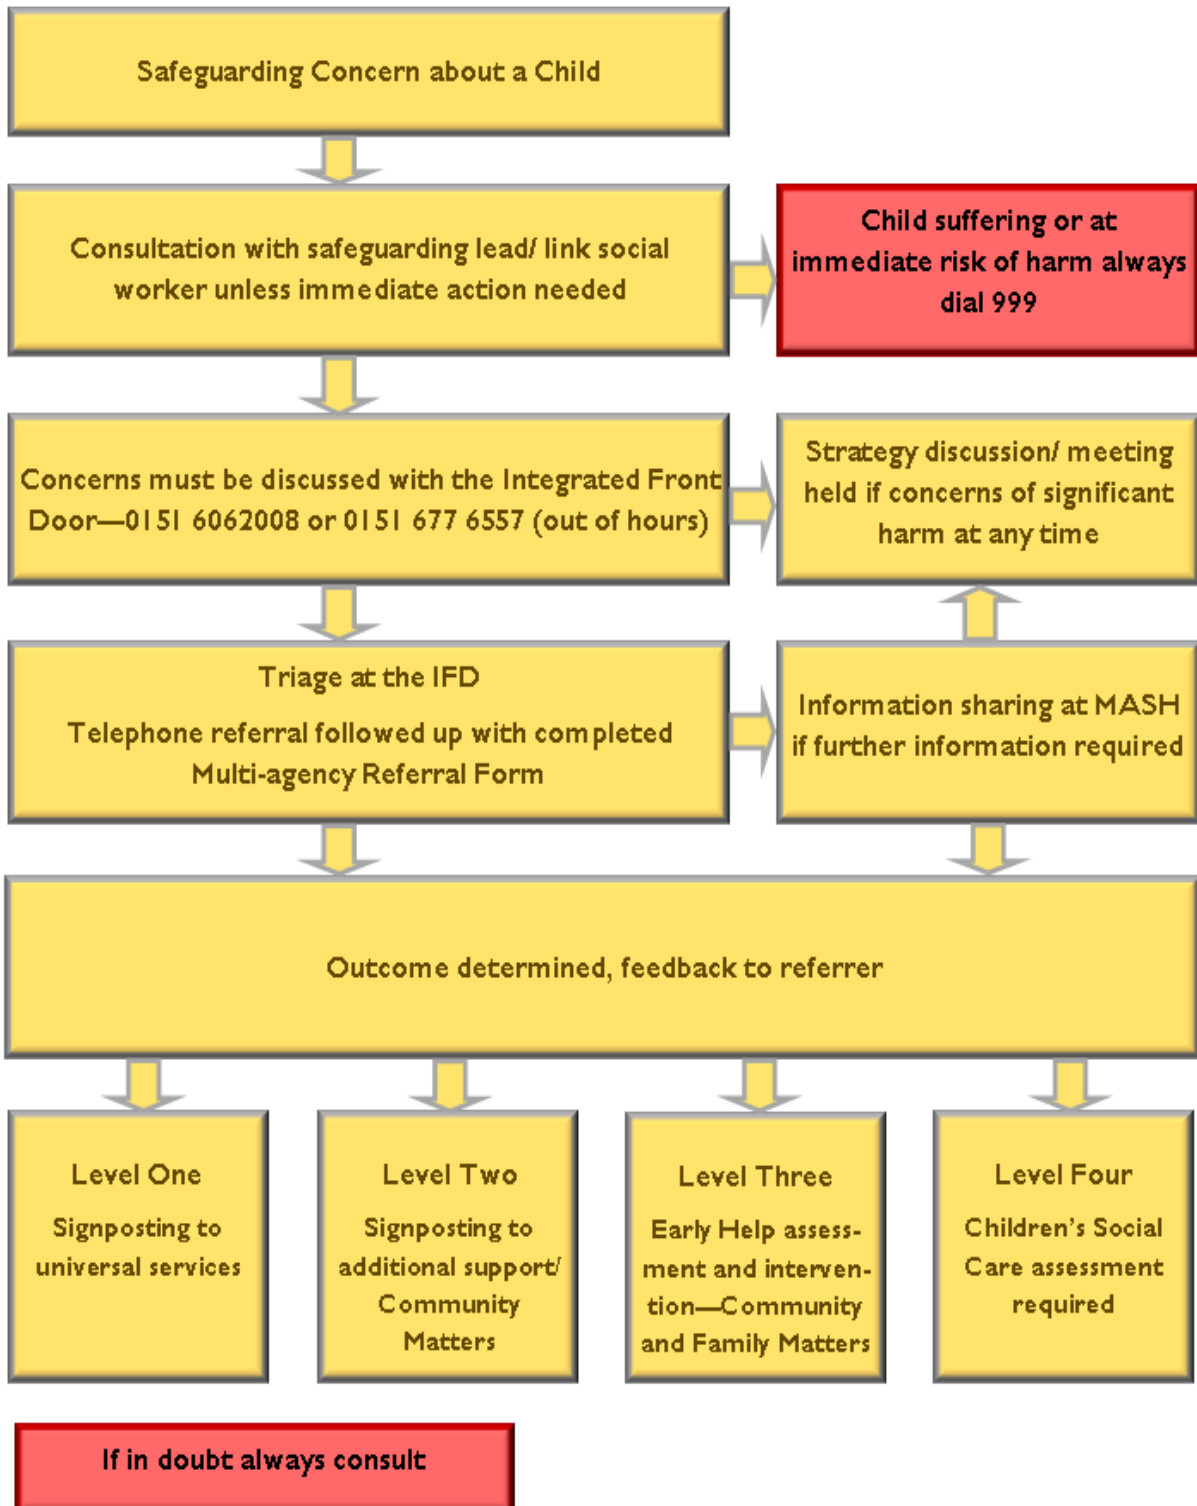 Safeguarding Concern about a Child
Consultation with safeguarding lead/ link social
worker unless immediate action needed
Child suffering or at
immediate risk of harm always
dial 999
Concerns must be discussed with the Integrated Front
Door—0151 6062008 or 0151 677 6557 (out of hours)
Strategy discussion/ meeting
held if concerns of significant
harm at any time
Triage at the IFD
Telephone referral followed up with completed
Multi-agency Referral Form
Information sharing at MASH
if further information required
Outcome determined, feedback to referrer
Level One
Signposting to
universal services
Level Two
Signposting to
additional support/
Community
Matters
Level Three
Early Help assess-
ment and interven-
tion—Community
and Family Matters
Level Four
Children's Social
Care assessment
required
If in doubt always consult